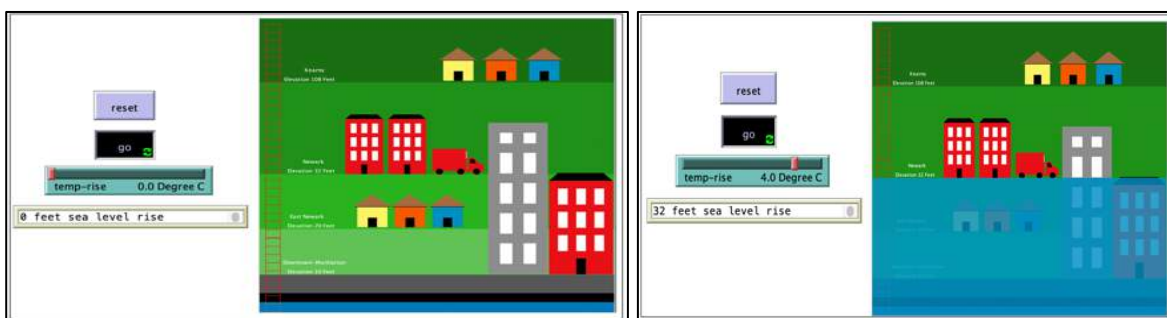 reset
go
temp-rise 0.0 Degree C
0 feet sea level rise
Kearny
Elevation 108 Feet
Newark
Elevation 32 Feet
East Newark
Elevation 20 Feet
Downtown Manhattan
Elevation 10 Feet
reset
go
temp-rise 4.0 Degree C
32 feet sea level rise
Kearny
Elevation 108 Feet
Newark
Elevation 32 Feet